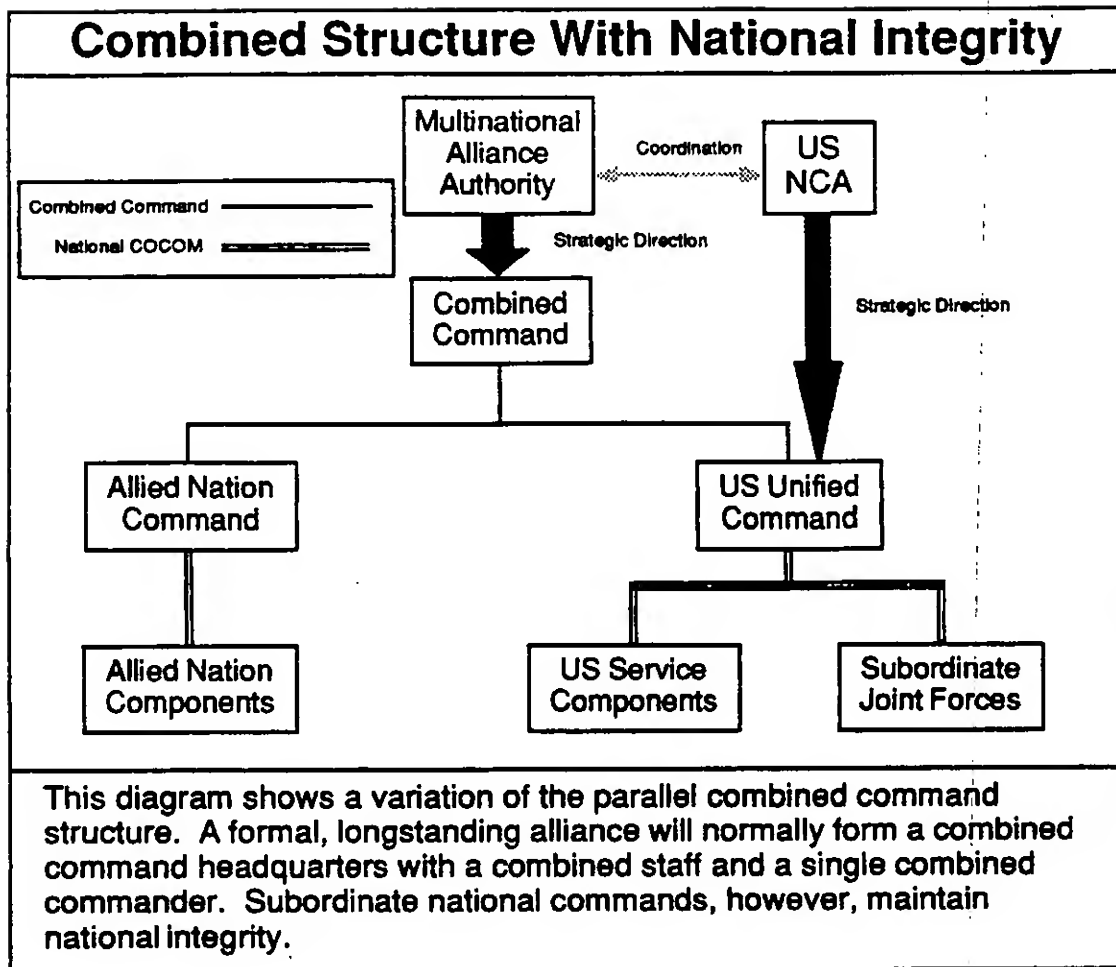 Combined Structure With National Integrity
Multinational
Alliance
Authority
Coordination
US
NCA
Combined Command
National COCOM
Strategic Direction
Combined
Command
Strategic Direction
Allied Nation
Command
US Unified
Command
Allied Nation
Components
US Service
Components
Subordinate
Joint Forces
This diagram shows a variation of the parallel combined command
structure. A formal, longstanding alliance will normally form a combined
command headquarters with a combined staff and a single combined
commander. Subordinate national commands, however, maintain
national integrity.